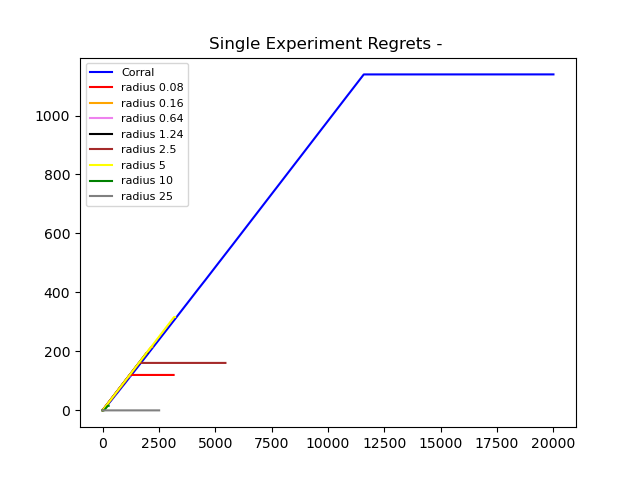 Single Experiment Regrets -
Corral
radius 0.08
radius 0.16
radius 0.64
radius 1.24
radius 2.5
radius 5
radius 10
radius 25
1000
800
600
400
200
0
0 2500 5000 7500 10000 12500 15000 17500 20000